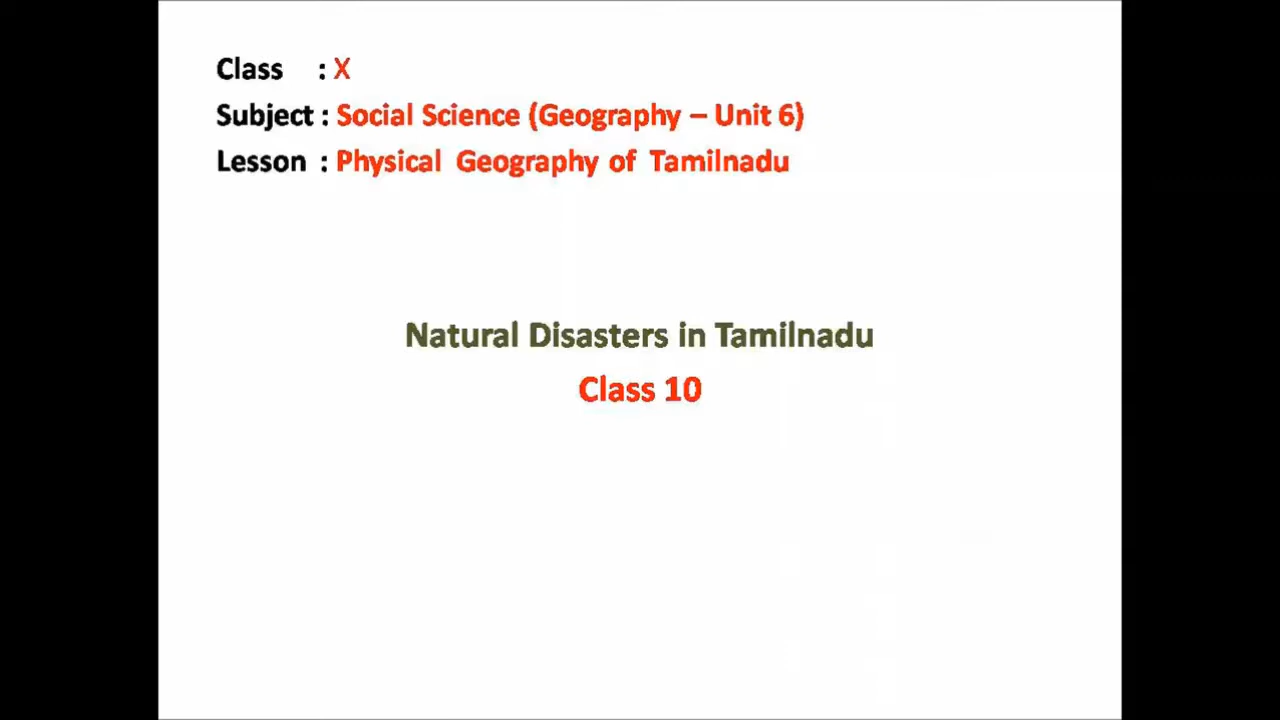 Class : X
Subject : Social Science (Geography – Unit 6)
Lesson : Physical Geography of Tamilnadu
Natural Disasters in Tamilnadu
Class 10